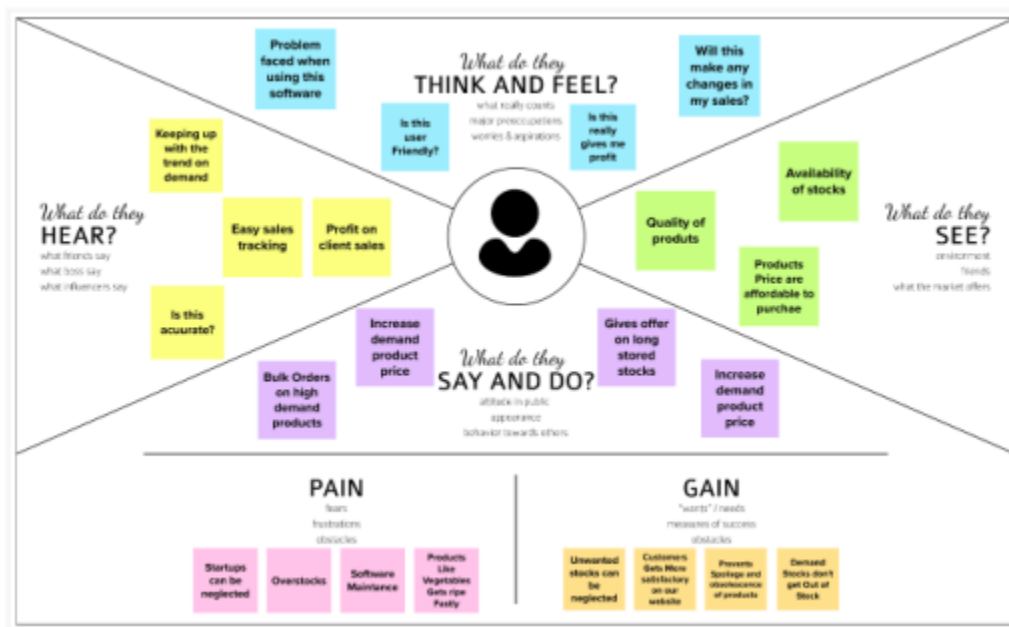 Problem
faced when
using this
software
What do they
THINK AND FEEL?
what really counts
major preoccupations
worries & aspirations
Is this
user
Friendly?
Is this
really
gives me
profit
Will this
make any
changes in
my sales?
What do they
HEAR?
what friends say
what boss say
what influencers say
Keeping up
with the
trend on
demand
Easy sales
tracking
Profit on
client sales
Is this
acuurate?
What do they
SEE?
environment
friends
what the market offers
Availability
of stocks
Quality of
produts
Products
Price are
affordable to
purchae
What do they
SAY AND DO?
attitude in public
appearance
behavior towards others
Increase
demand
product
price
Bulk Orders
on high
demand
products
Gives offer
on long
stored
stocks
Increase
demand
product
price
PAIN
fears
frustrations
obstacles
Startups
can be
neglected
Overstocks
Software
Maintance
Products
Like
Vegetables
Gets ripe
Fastly
GAIN
"wants" / needs
measures of success
obstacles
Unwanted
stocks can
be
neglected
Customers
Gets More
satisfactory
on our
website
Prevents
Spoilage and
obsolescence
of products
Demand
Stocks don't
get Out of
Stock